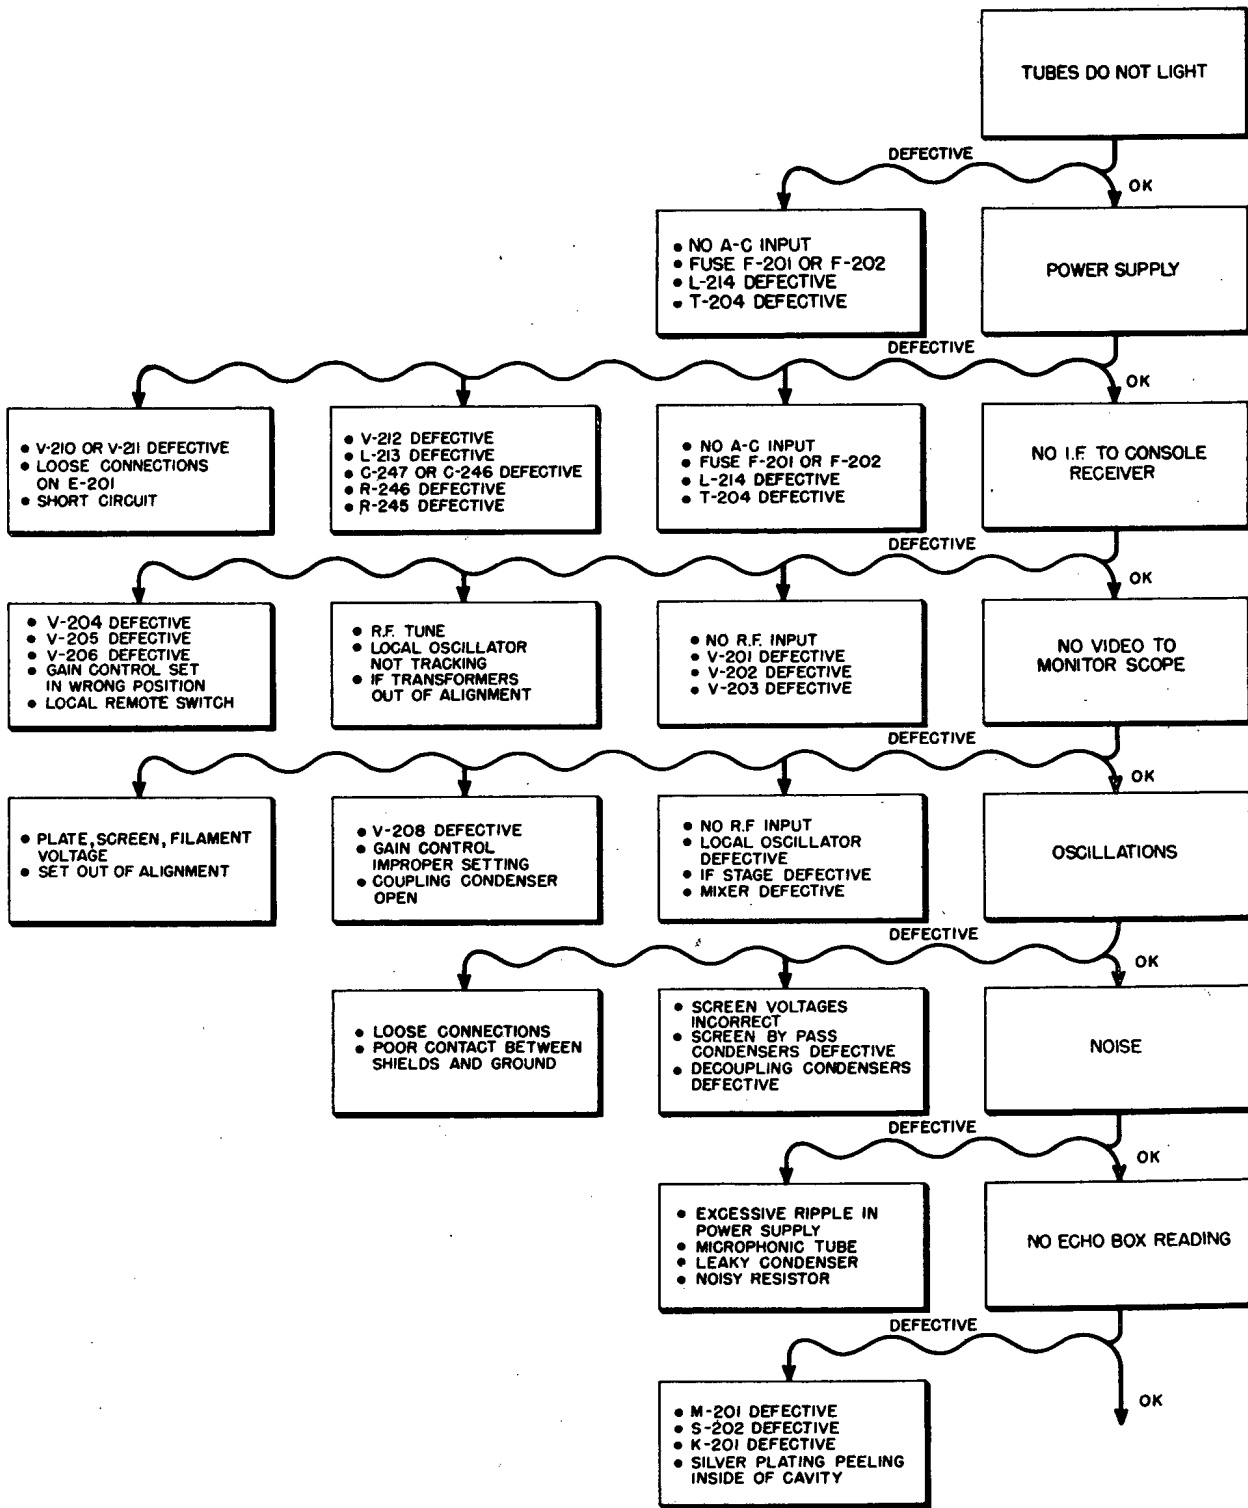 TUBES DO NOT LIGHT
DEFECTIVE
OK
• NO A-C INPUT
• FUSE F-201 OR F-202
• L-214 DEFECTIVE
• T-204 DEFECTIVE
POWER SUPPLY
DEFECTIVE
OK
• V-210 OR V-211 DEFECTIVE
• LOOSE CONNECTIONS
ON E-201
• SHORT CIRCUIT
• V-212 DEFECTIVE
• L-213 DEFECTIVE
• C-247 OR C-246 DEFECTIVE
• R-246 DEFECTIVE
• R-245 DEFECTIVE
• NO A-C INPUT
• FUSE F-201 OR F-202
• L-214 DEFECTIVE
• T-204 DEFECTIVE
NO I.F. TO CONSOLE
RECEIVER
DEFECTIVE
OK
• V-204 DEFECTIVE
• V-205 DEFECTIVE
• V-206 DEFECTIVE
• GAIN CONTROL SET
IN WRONG POSITION
• LOCAL REMOTE SWITCH
• R.F. TUNE
• LOCAL OSCILLATOR
NOT TRACKING
• IF TRANSFORMERS
OUT OF ALIGNMENT
• NO R.F. INPUT
• V-201 DEFECTIVE
• V-202 DEFECTIVE
• V-203 DEFECTIVE
NO VIDEO TO
MONITOR SCOPE
DEFECTIVE
OK
• PLATE, SCREEN, FILAMENT
VOLTAGE
• SET OUT OF ALIGNMENT
• V-208 DEFECTIVE
• GAIN CONTROL
IMPROPER SETTING
• COUPLING CONDENSER
OPEN
• NO R.F INPUT
• LOCAL OSCILLATOR
DEFECTIVE
• IF STAGE DEFECTIVE
• MIXER DEFECTIVE
OSCILLATIONS
DEFECTIVE
OK
• LOOSE CONNECTIONS
• POOR CONTACT BETWEEN
SHIELDS AND GROUND
• SCREEN VOLTAGES
INCORRECT
• SCREEN BY PASS
CONDENSERS DEFECTIVE
• DECOUPLING CONDENSERS
DEFECTIVE
NOISE
DEFECTIVE
OK
• EXCESSIVE RIPPLE IN
POWER SUPPLY
• MICROPHONIC TUBE
• LEAKY CONDENSER
• NOISY RESISTOR
NO ECHO BOX READING
DEFECTIVE
OK
• M-201 DEFECTIVE
• S-202 DEFECTIVE
• K-201 DEFECTIVE
• SILVER PLATING PEELING
INSIDE OF CAVITY